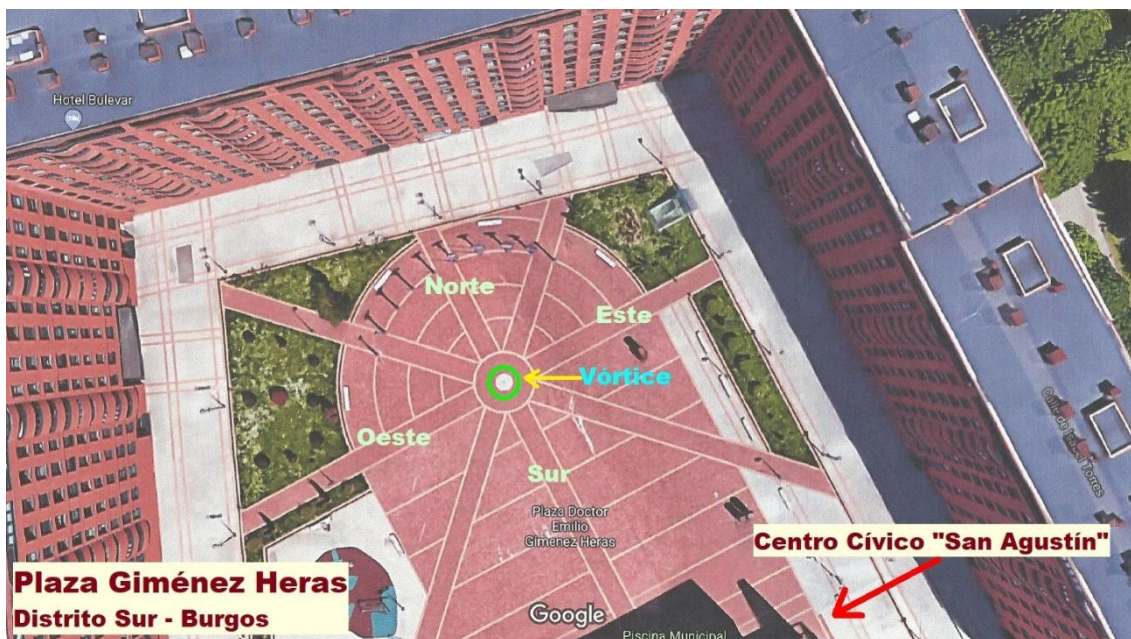 Hotel Bulevar
Norte
Este
Vórtice
Oeste
Sur
Plaza Doctor
Emilio
Gimenez Heras
Centro Cívico "San Agustín"
Plaza Giménez Heras
Distrito Sur - Burgos
Google
Piscina Municipal